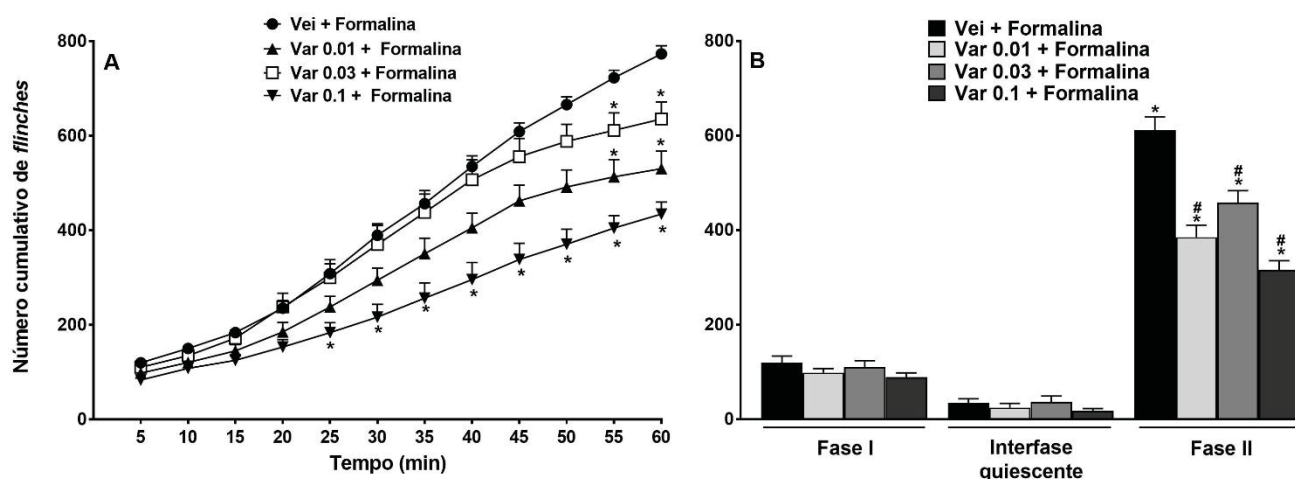 A
Vei + Formalina
Var 0.01 + Formalina
Var 0.03 + Formalina
Var 0.1 + Formalina
Número cumulativo de flinches
800
600
400
200
0
* *
* *
* * * * * * * *
5 10 15 20 25 30 35 40 45 50 55 60
Tempo (min)
B
Vei + Formalina
Var 0.01 + Formalina
Var 0.03 + Formalina
Var 0.1 + Formalina
800
600
400
200
0
*
# *
# *
# *
Fase I
Interfase
quiescente
Fase II